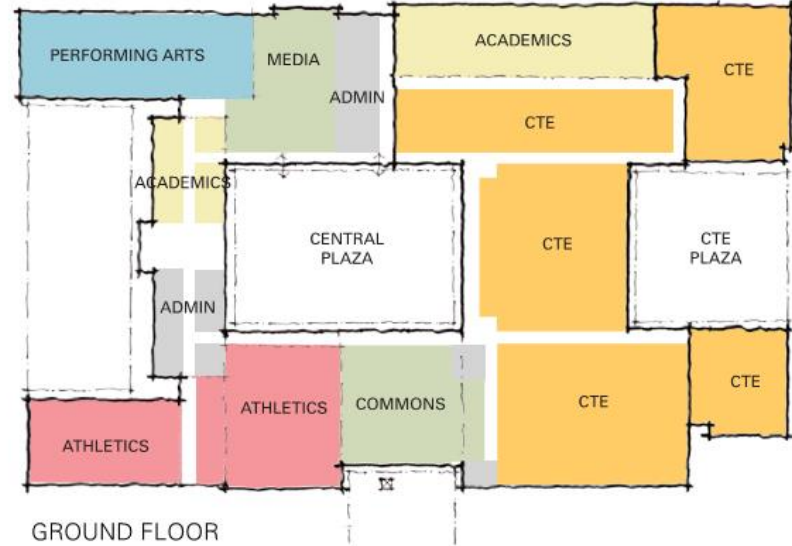 PERFORMING ARTS
MEDIA
ADMIN
ACADEMICS
CTE
CTE
ACADEMICS
CENTRAL
PLAZA
CTE
CTE
PLAZA
ADMIN
ATHLETICS
ATHLETICS
COMMONS
CTE
CTE
GROUND FLOOR